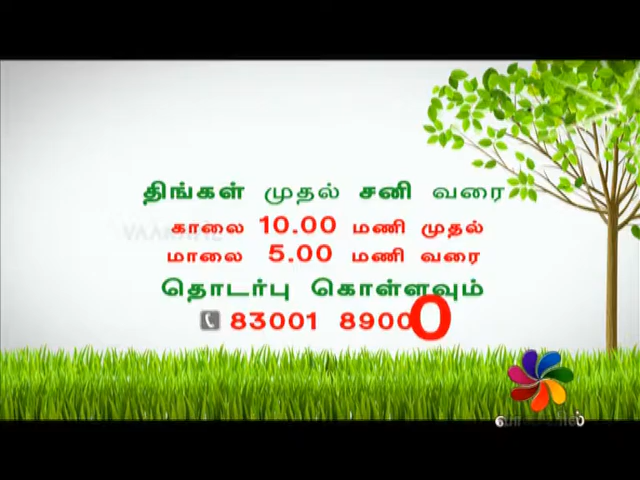 திங்கள் முதல் சனி வரை
காலை 10.00 மணி முதல்
மாலை 5.00 மணி வரை
தொடர்பு கொள்ளவும்
83001 89000